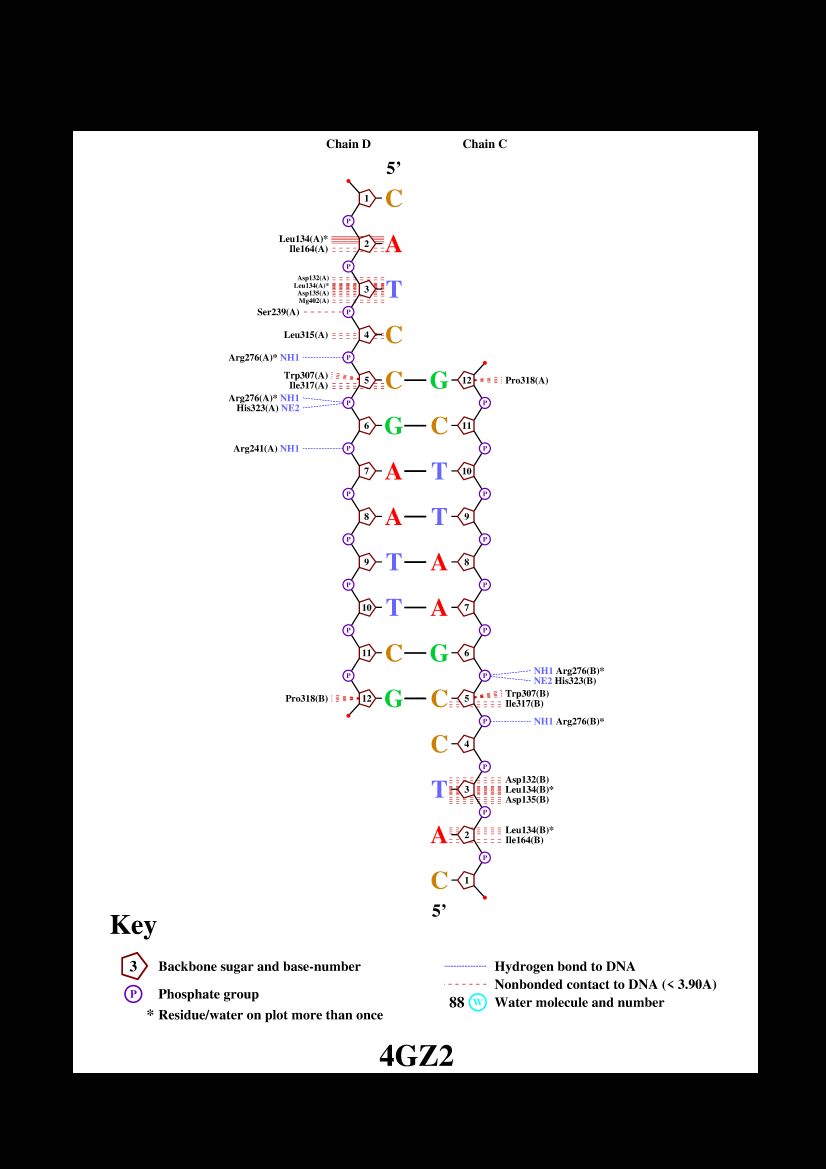 Chain D Chain C
5’
1 C
P
Leu134(A)*
Ile164(A)
2 A
P
Asp132(A)
Leu134(A)*
Asp135(A)
Mg402(A)
3 T
Ser239(A) P
Leu315(A) 4 C
Arg276(A)* NH1 P
Trp307(A)
Ile317(A)
5 C G 12 Pro318(A)
Arg276(A)* NH1
His323(A) NE2
P P
6 G C 11
Arg241(A) NH1 P P
7 A T 10
P P
8 A T 9
P P
9 T A 8
P P
10 T A 7
P P
11 C G 6
P P
NH1 Arg276(B)*
NE2 His323(B)
Pro318(B) 12 G C 5
Trp307(B)
Ile317(B)
P NH1 Arg276(B)*
C 4
P
T 3
Asp132(B)
Leu134(B)*
Asp135(B)
P
A 2
Leu134(B)*
Ile164(B)
P
C 1
5’
Key
3 Backbone sugar and base-number
P Phosphate group
* Residue/water on plot more than once
Hydrogen bond to DNA
Nonbonded contact to DNA (< 3.90A)
88 W Water molecule and number
4GZ2